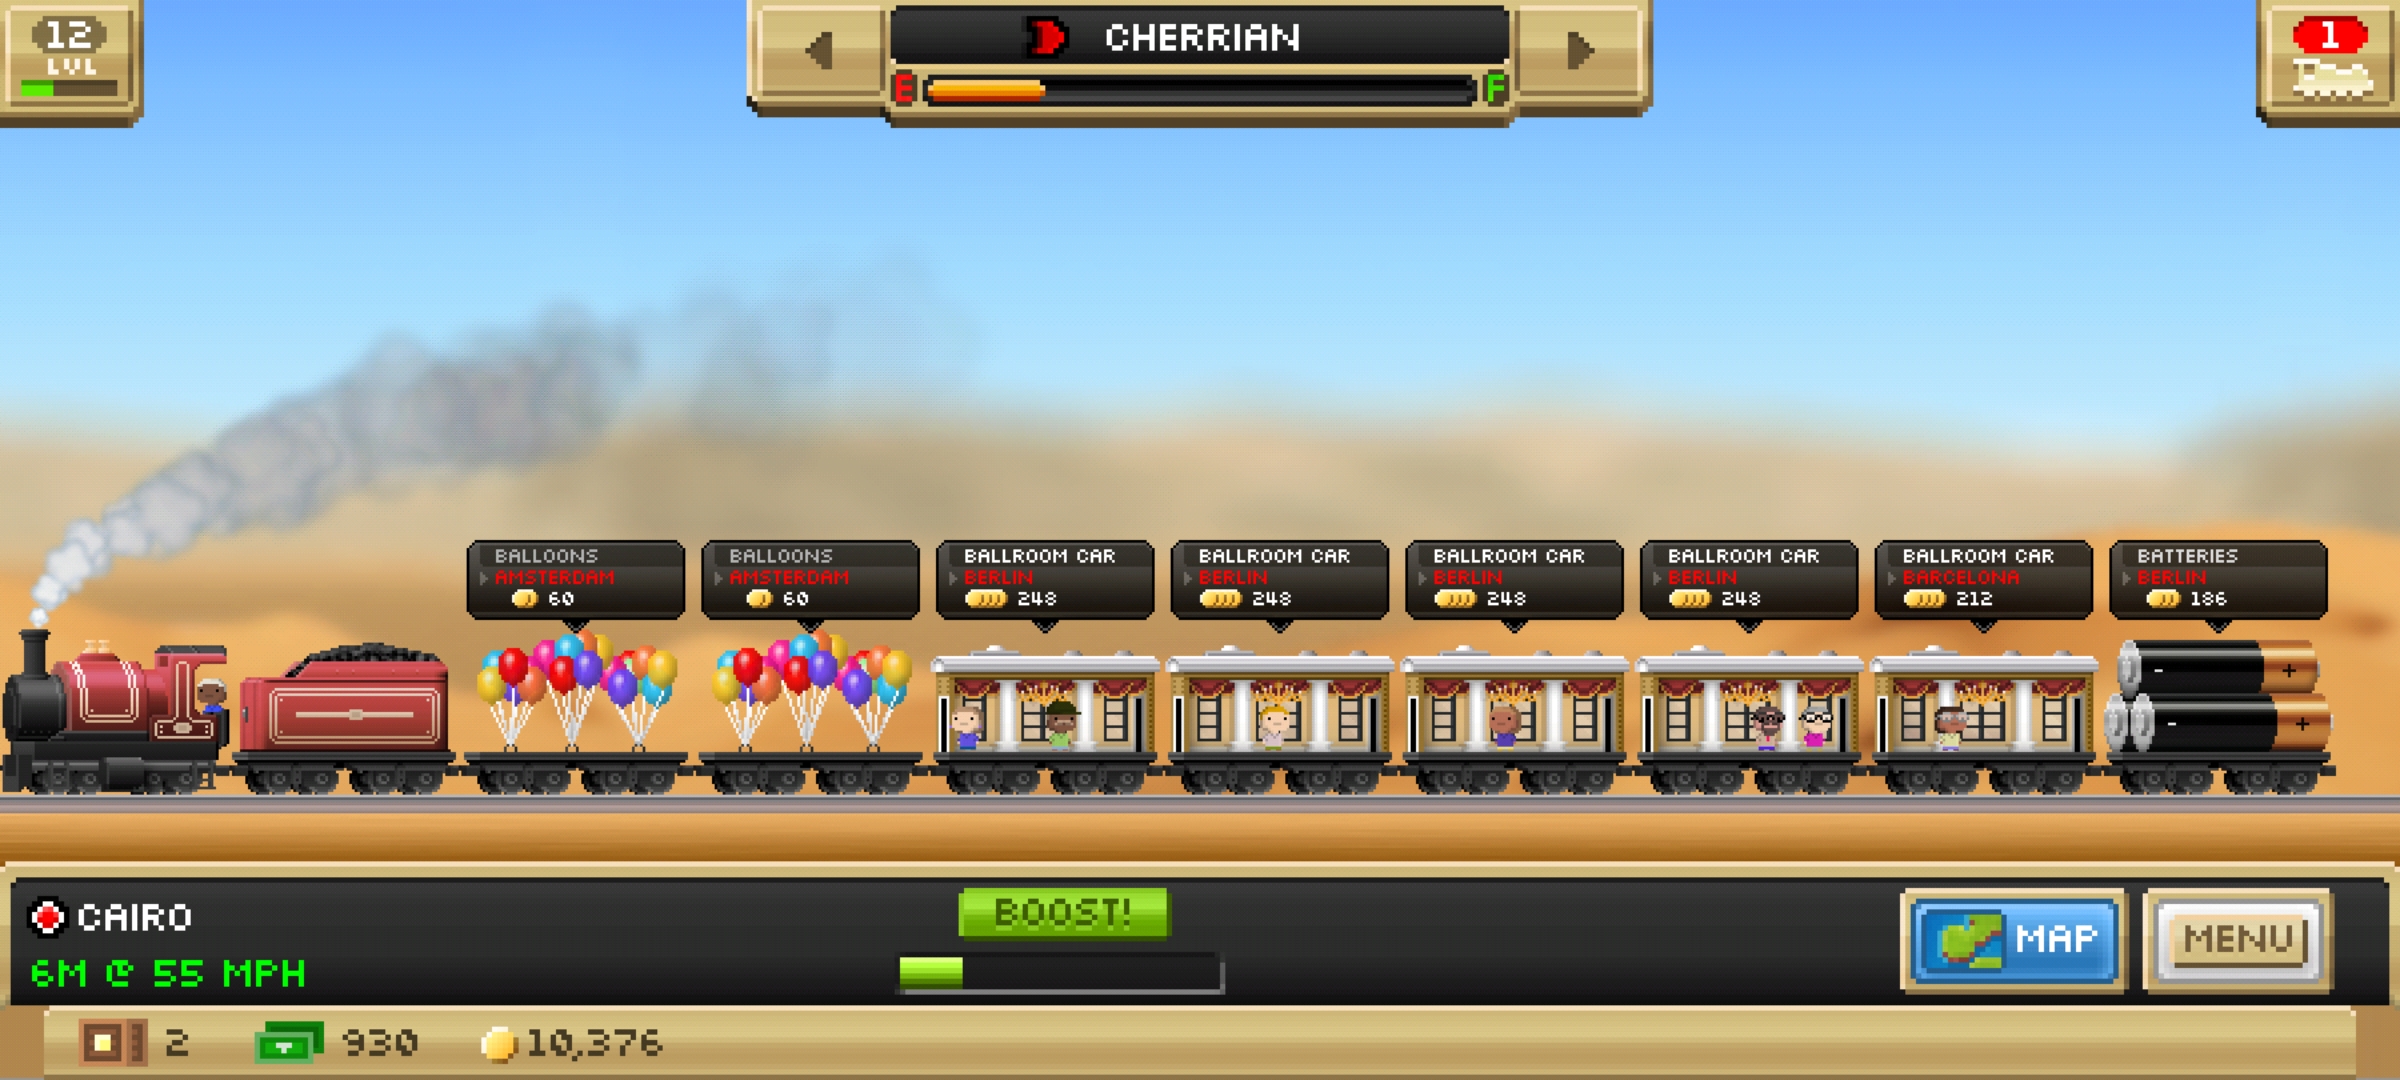 12
LVL
CHERRIAN
E F
1
BALLOONS
AMSTERDAM
60
BALLOONS
AMSTERDAM
60
BALLROOM CAR
BERLIN
248
BALLROOM CAR
BERLIN
248
BALLROOM CAR
BERLIN
248
BALLROOM CAR
BERLIN
248
BALLROOM CAR
BARCELONA
212
BATTERIES
BERLIN
186
- +
- +
CAIRO
6M @ 55 MPH
BOOST!
MAP
MENU
2
930
10,376